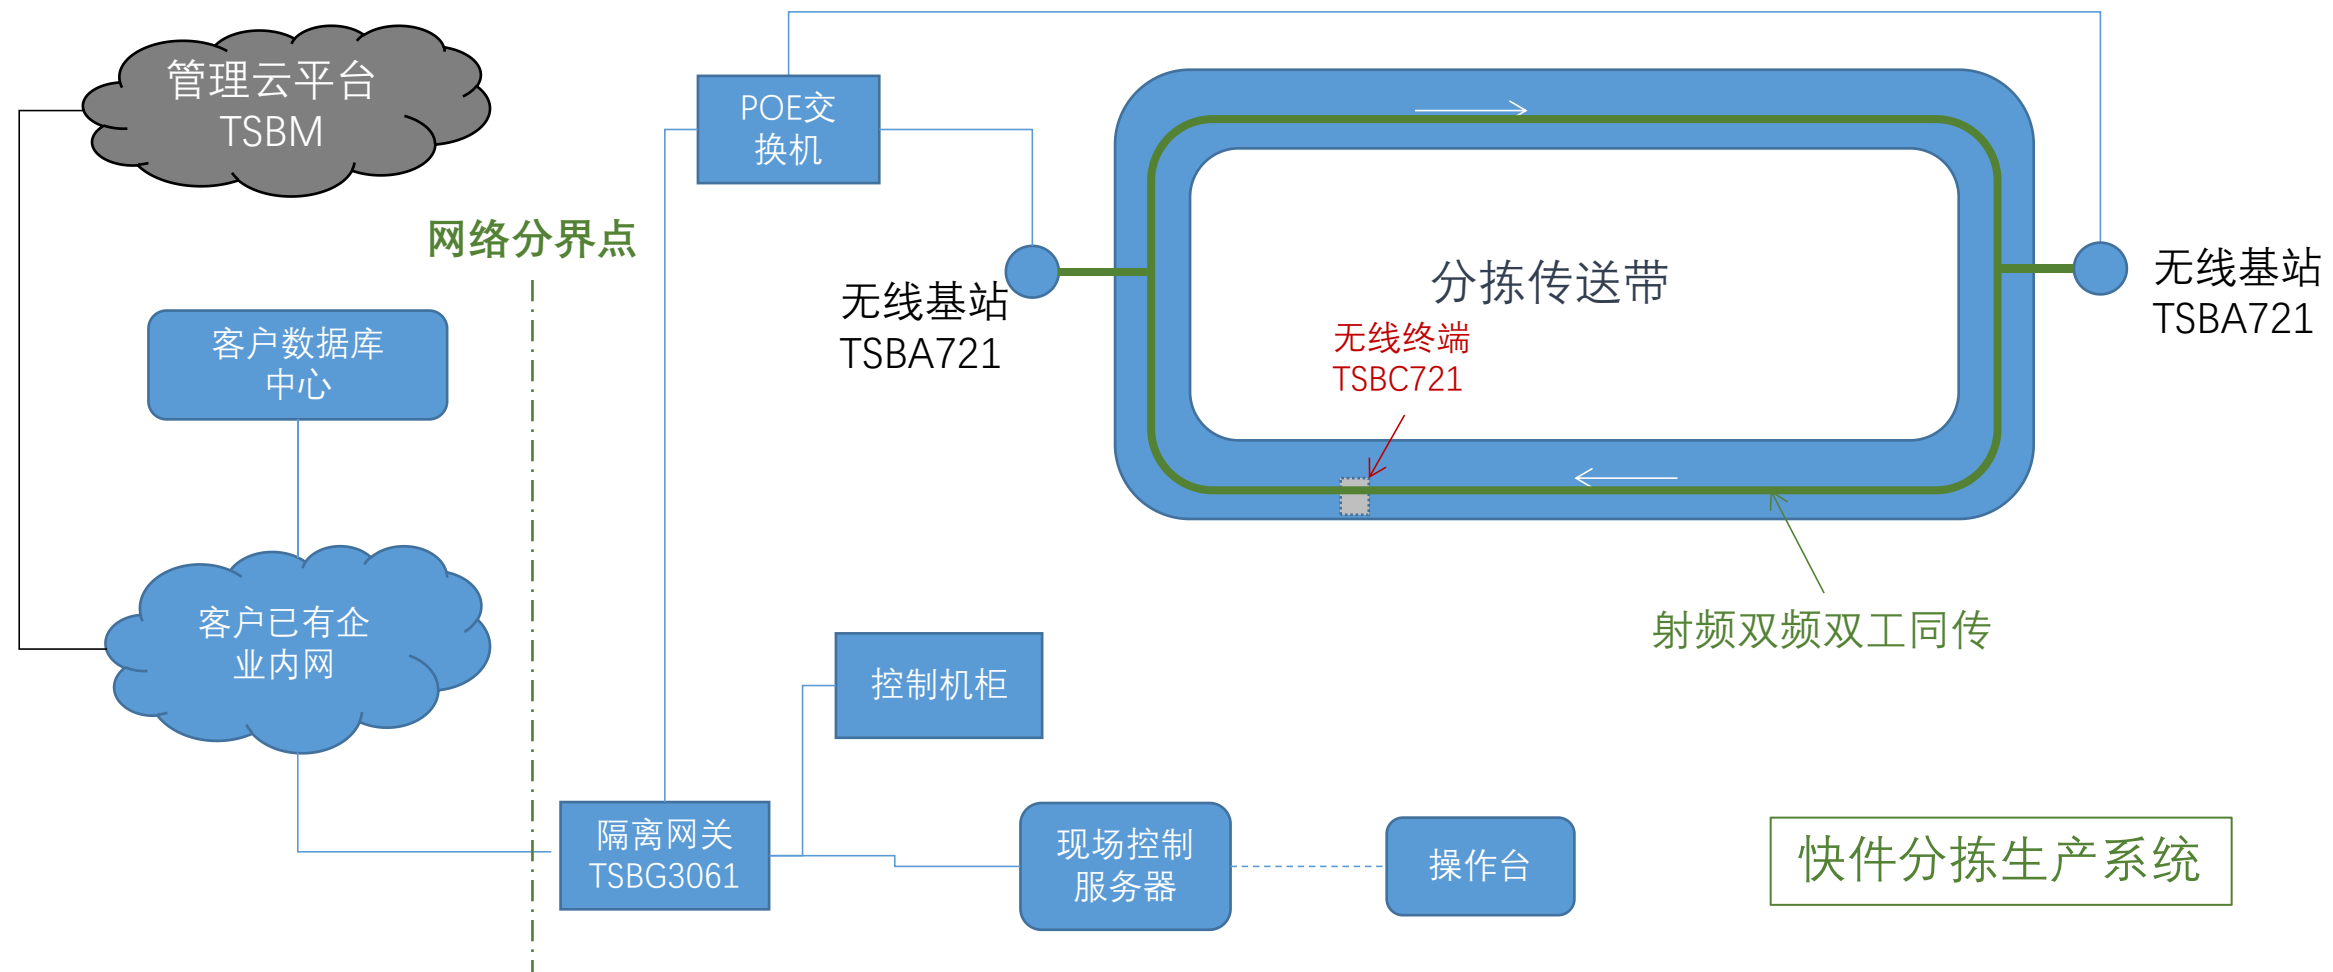 管理云平台
TSBM
网络分界点
客户数据库
中心
客户已有企
业内网
POE交
换机
无线基站
TSBA721
分拣传送带
无线终端
TSBC721
无线基站
TSBA721
射频双频双工同传
控制机柜
隔离网关
TSBG3061
现场控制
服务器
操作台
快件分拣生产系统